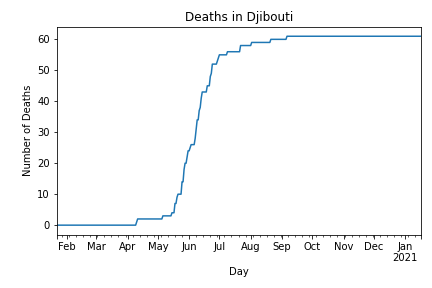 Deaths in Djibouti
Number of Deaths
60
50
40
30
20
10
0
Feb Mar Apr May Jun Jul Aug Sep Oct Nov Dec Jan
2021
Day